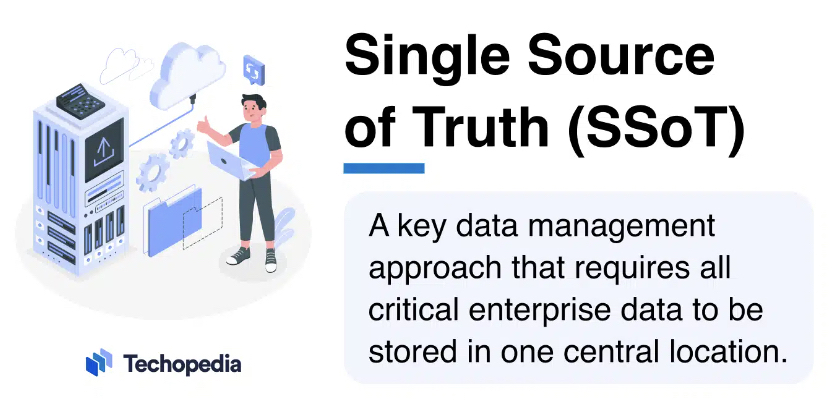 Single Source
of Truth (SSoT)
A key data management
approach that requires all
critical enterprise data to be
stored in one central location.
Techopedia